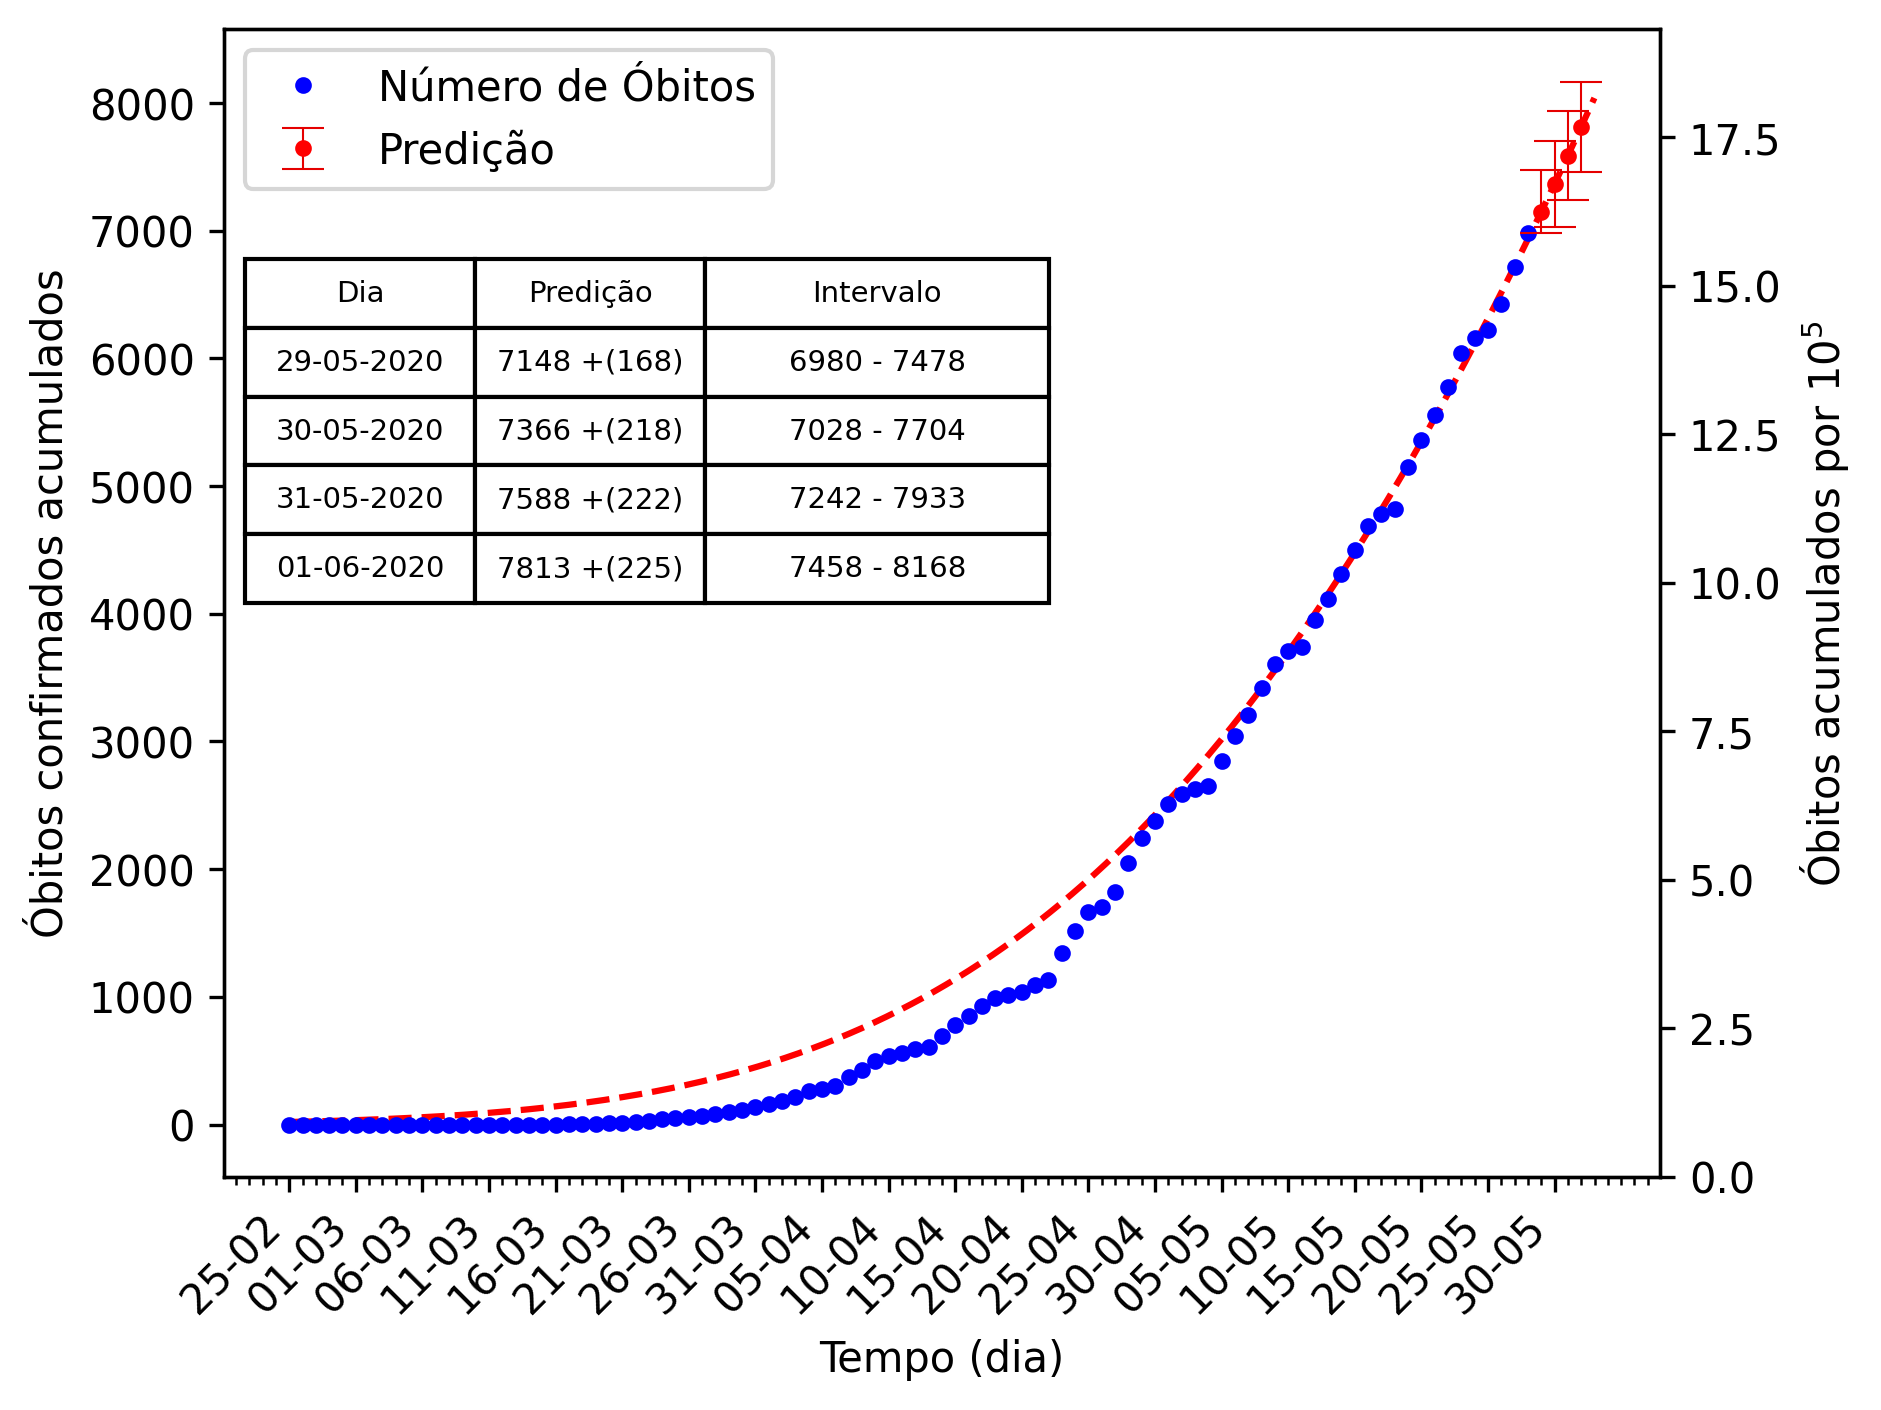 Número de Óbitos
Predição
Dia Predição Intervalo
29-05-2020 7148 +(168) 6980 - 7478
30-05-2020 7366 +(218) 7028 - 7704
31-05-2020 7588 +(222) 7242 - 7933
01-06-2020 7813 +(225) 7458 - 8168
Óbitos confirmados acumulados
8000
7000
6000
5000
4000
3000
2000
1000
0
17.5
15.0
12.5
10.0
7.5
5.0
2.5
0.0
Óbitos acumulados por 10⁵
25-02 01-03 06-03 11-03 16-03 21-03 26-03 31-03 05-04 10-04 15-04 20-04 25-04 30-04 05-05 10-05 15-05 20-05 25-05 30-05
Tempo (dia)